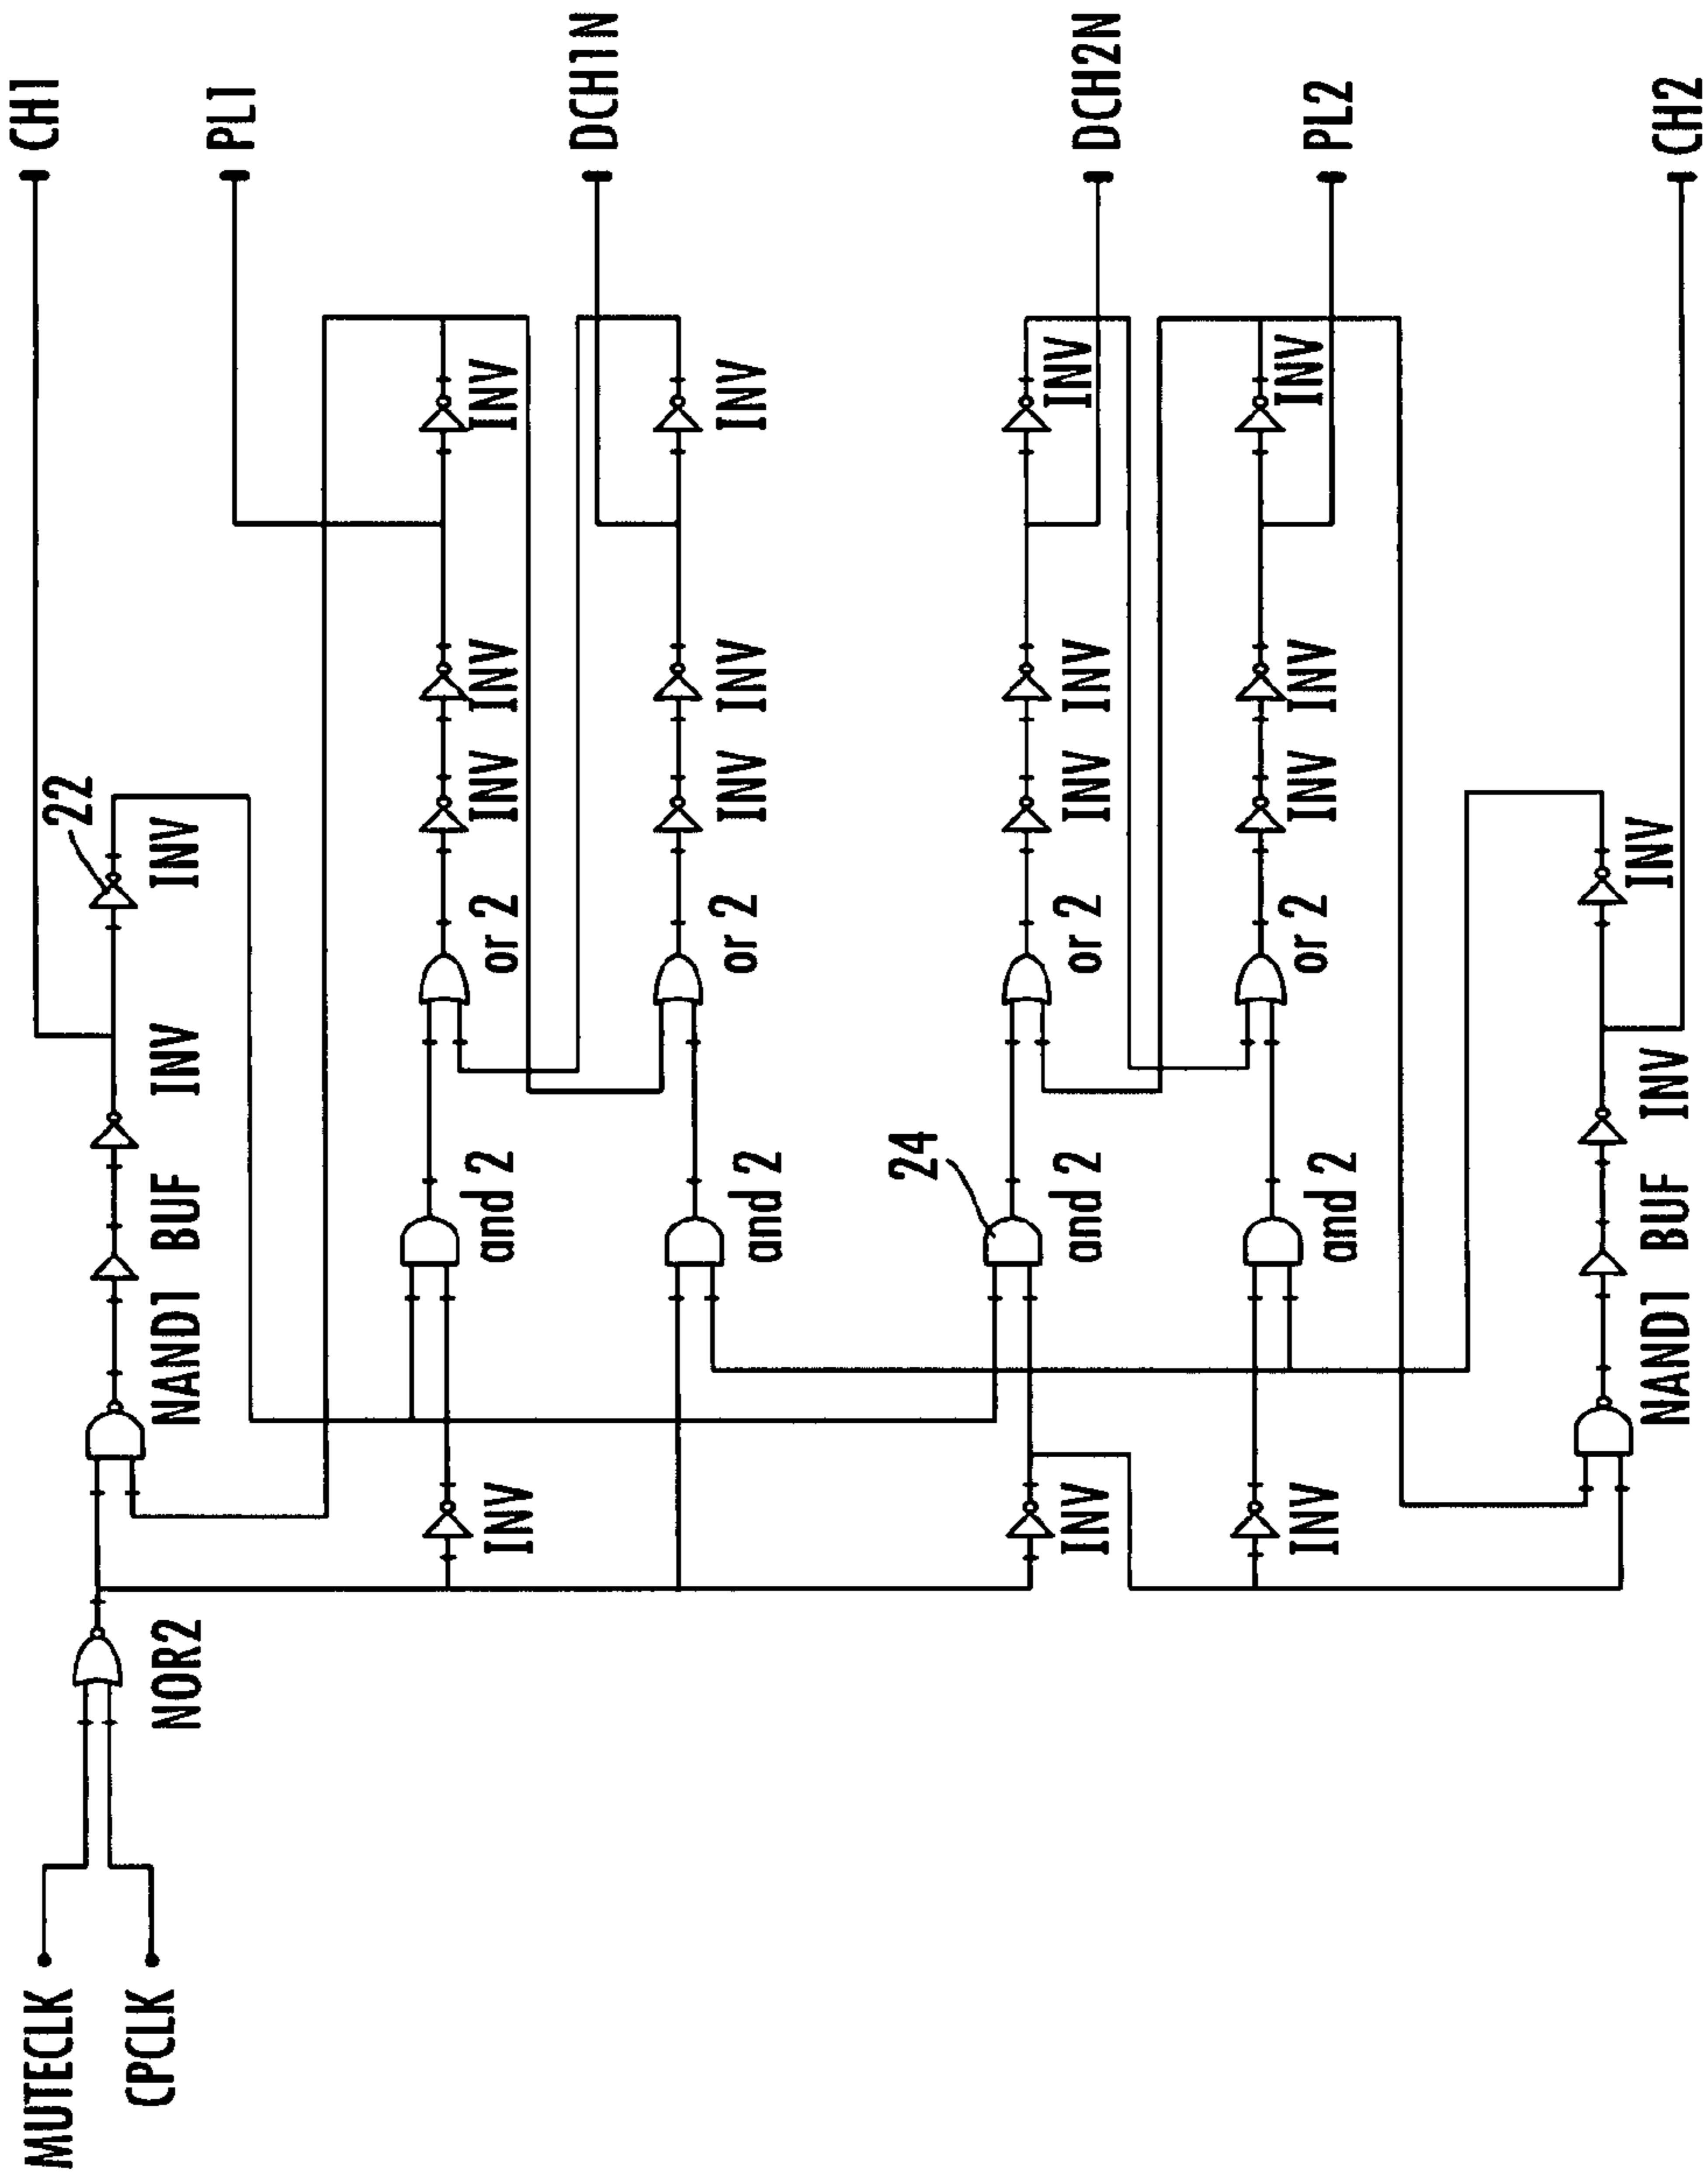 MUTECLK
CPCLK
NOR2
NAND1 BUF INV
INV
22
CH1
PL1
INV
and 2
or 2
INV
INV
INV
and 2
or 2
INV
INV
INV
DCH1N
INV
24
and 2
or 2
INV
INV
INV
DCH2N
INV
and 2
or 2
INV
INV
INV
PL2
NAND1 BUF INV
INV
CH2